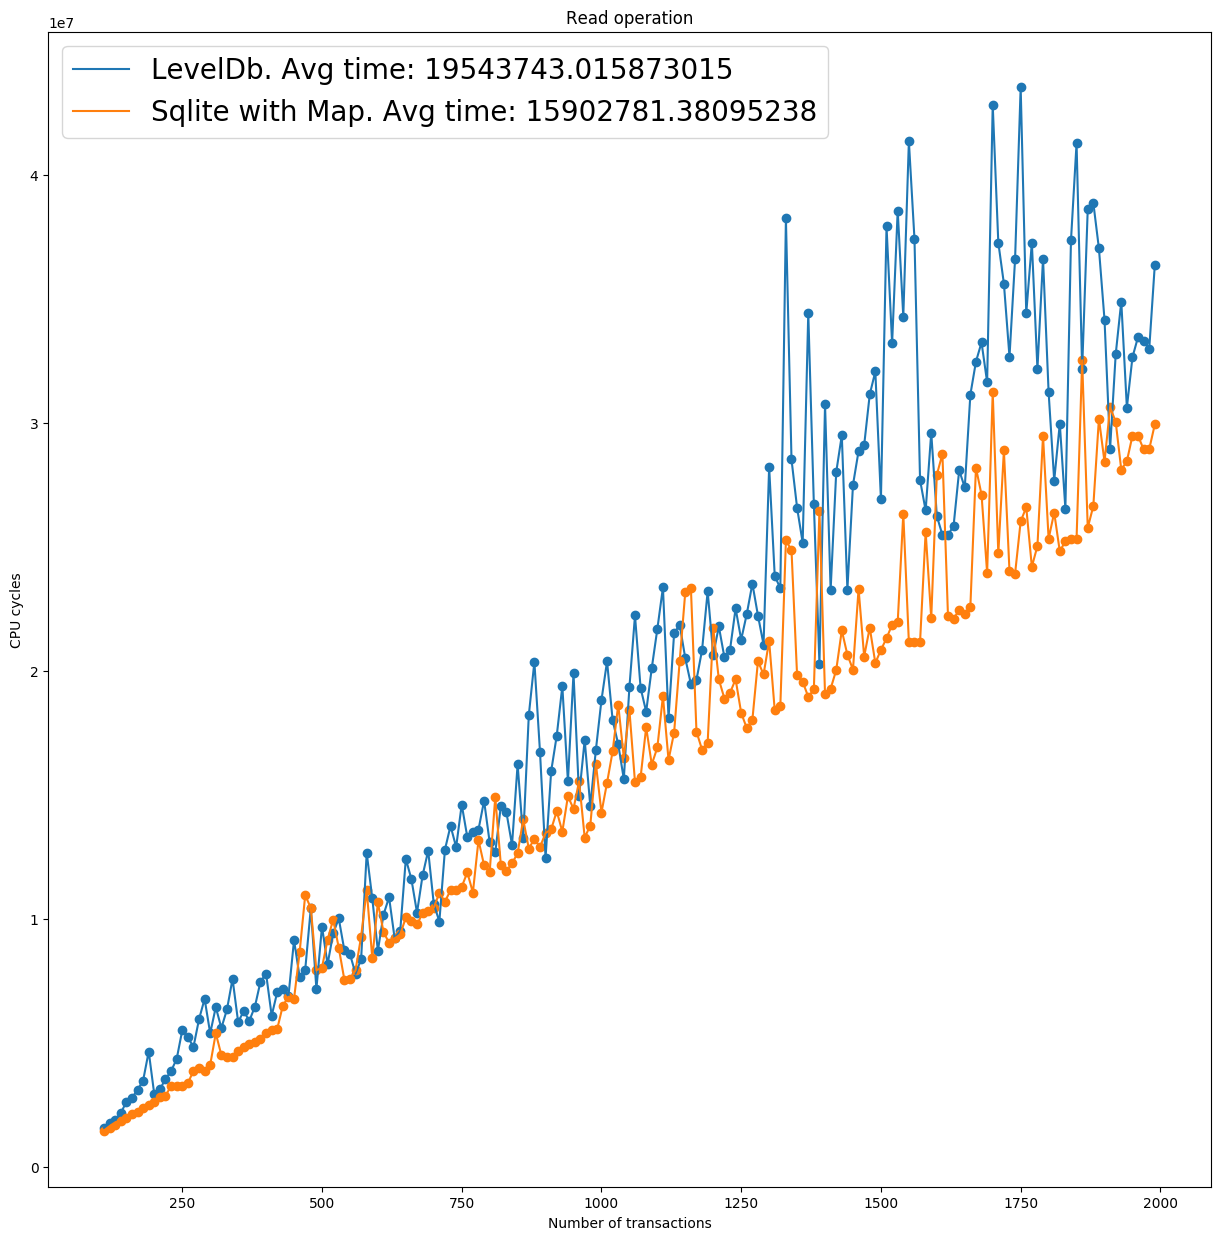 Read operation
1e7
LevelDb. Avg time: 19543743.015873015
Sqlite with Map. Avg time: 15902781.38095238
CPU cycles
4
3
2
1
0
250 500 750 1000 1250 1500 1750 2000
Number of transactions